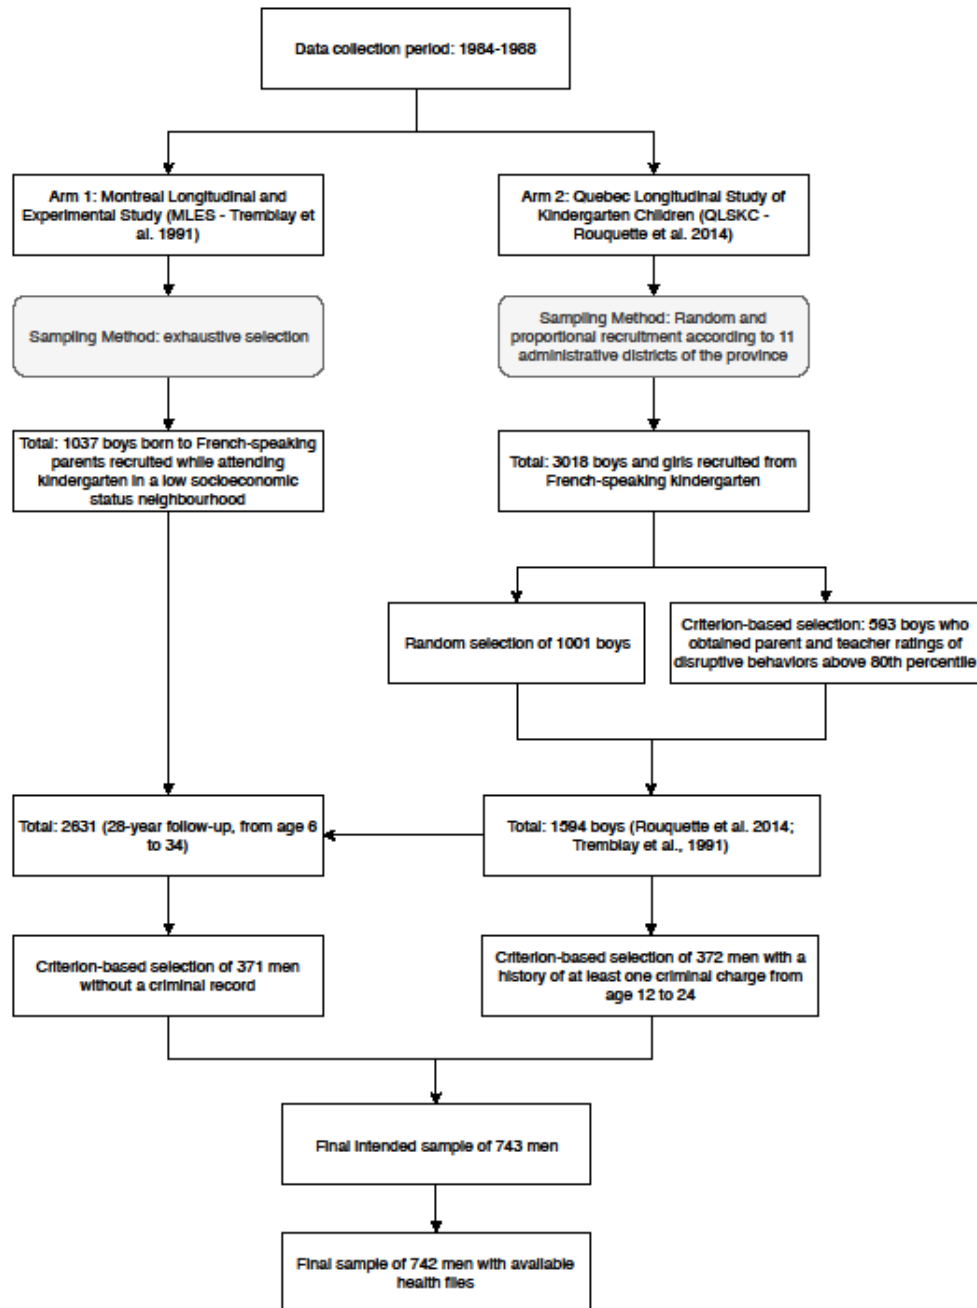 Data collection period: 1984-1988
Arm 1: Montreal Longitudinal and
Experimental Study (MLES - Tremblay et
al. 1991)
Arm 2: Quebec Longitudinal Study of
Kindergarten Children (QLSKC -
Rouquette et al. 2014)
Sampling Method: exhaustive selection
Sampling Method: Random and
proportional recruitment according to 11
administrative districts of the province
Total: 1037 boys born to French-speaking
parents recruited while attending
kindergarten in a low socioeconomic
status neighbourhood
Total: 3018 boys and girls recruited from
French-speaking kindergarten
Random selection of 1001 boys
Criterion-based selection: 593 boys who
obtained parent and teacher ratings of
disruptive behaviors above 80th percentile
Total: 2631 (28-year follow-up, from age 6
to 34)
Total: 1594 boys (Rouquette et al. 2014;
Tremblay et al., 1991)
Criterion-based selection of 371 men
without a criminal record
Criterion-based selection of 372 men with a
history of at least one criminal charge from
age 12 to 24
Final intended sample of 743 men
Final sample of 742 men with available
health files